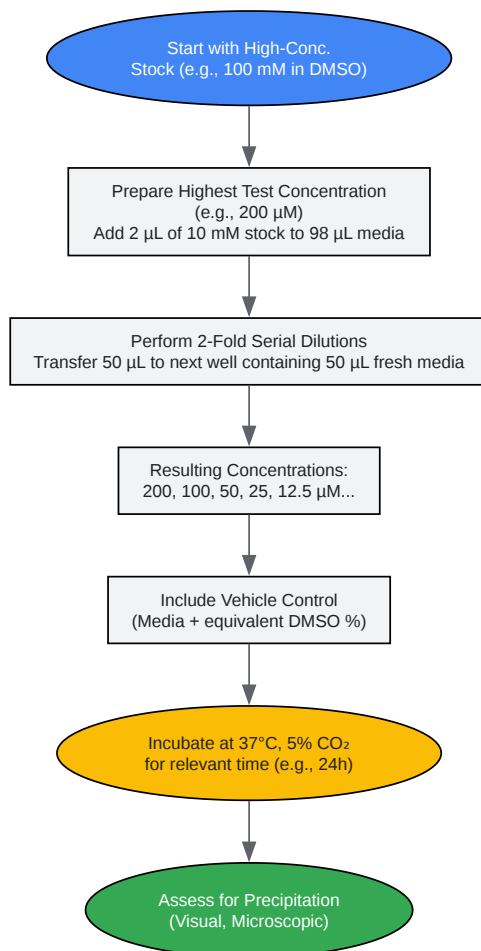 Start with High-Conc.
Stock (e.g., 100 mM in DMSO)
Prepare Highest Test Concentration
(e.g., 200 µM)
Add 2 µL of 10 mM stock to 98 µL media
Perform 2-Fold Serial Dilutions
Transfer 50 µL to next well containing 50 µL fresh media
Resulting Concentrations:
200, 100, 50, 25, 12.5 µM...
Include Vehicle Control
(Media + equivalent DMSO %)
Incubate at 37°C, 5% CO₂
for relevant time (e.g., 24h)
Assess for Precipitation
(Visual, Microscopic)